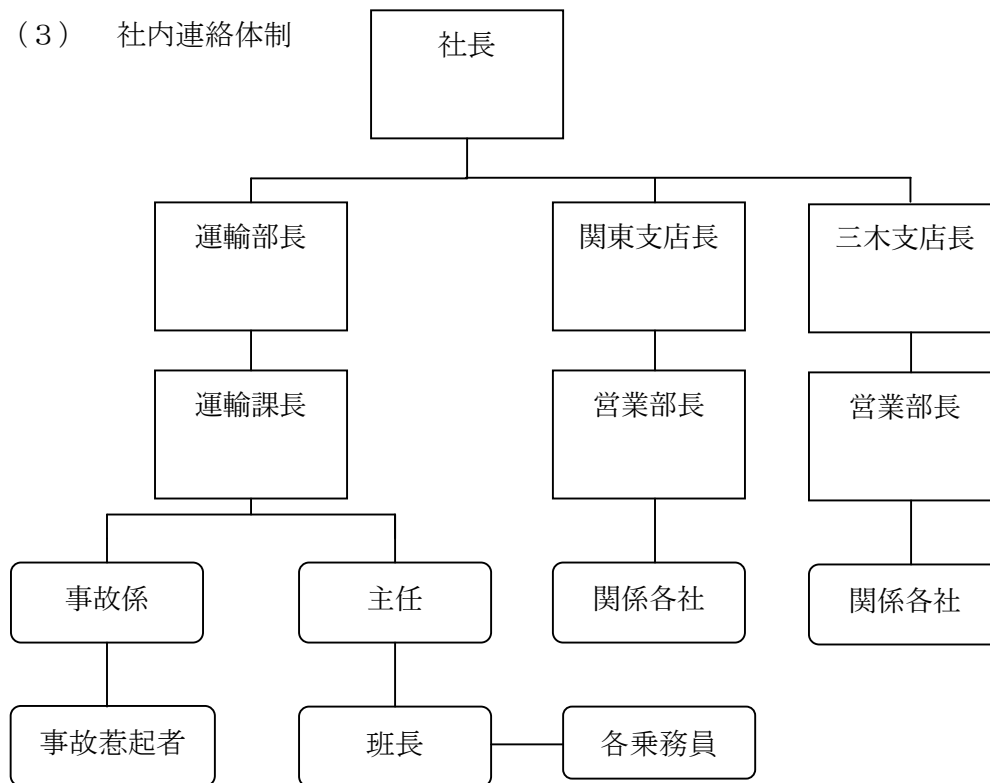 （３）　社内連絡体制
社長
運輸部長
関東支店長
三木支店長
運輸課長
営業部長
営業部長
事故係
主任
関係各社
関係各社
事故惹起者
班長
各乗務員